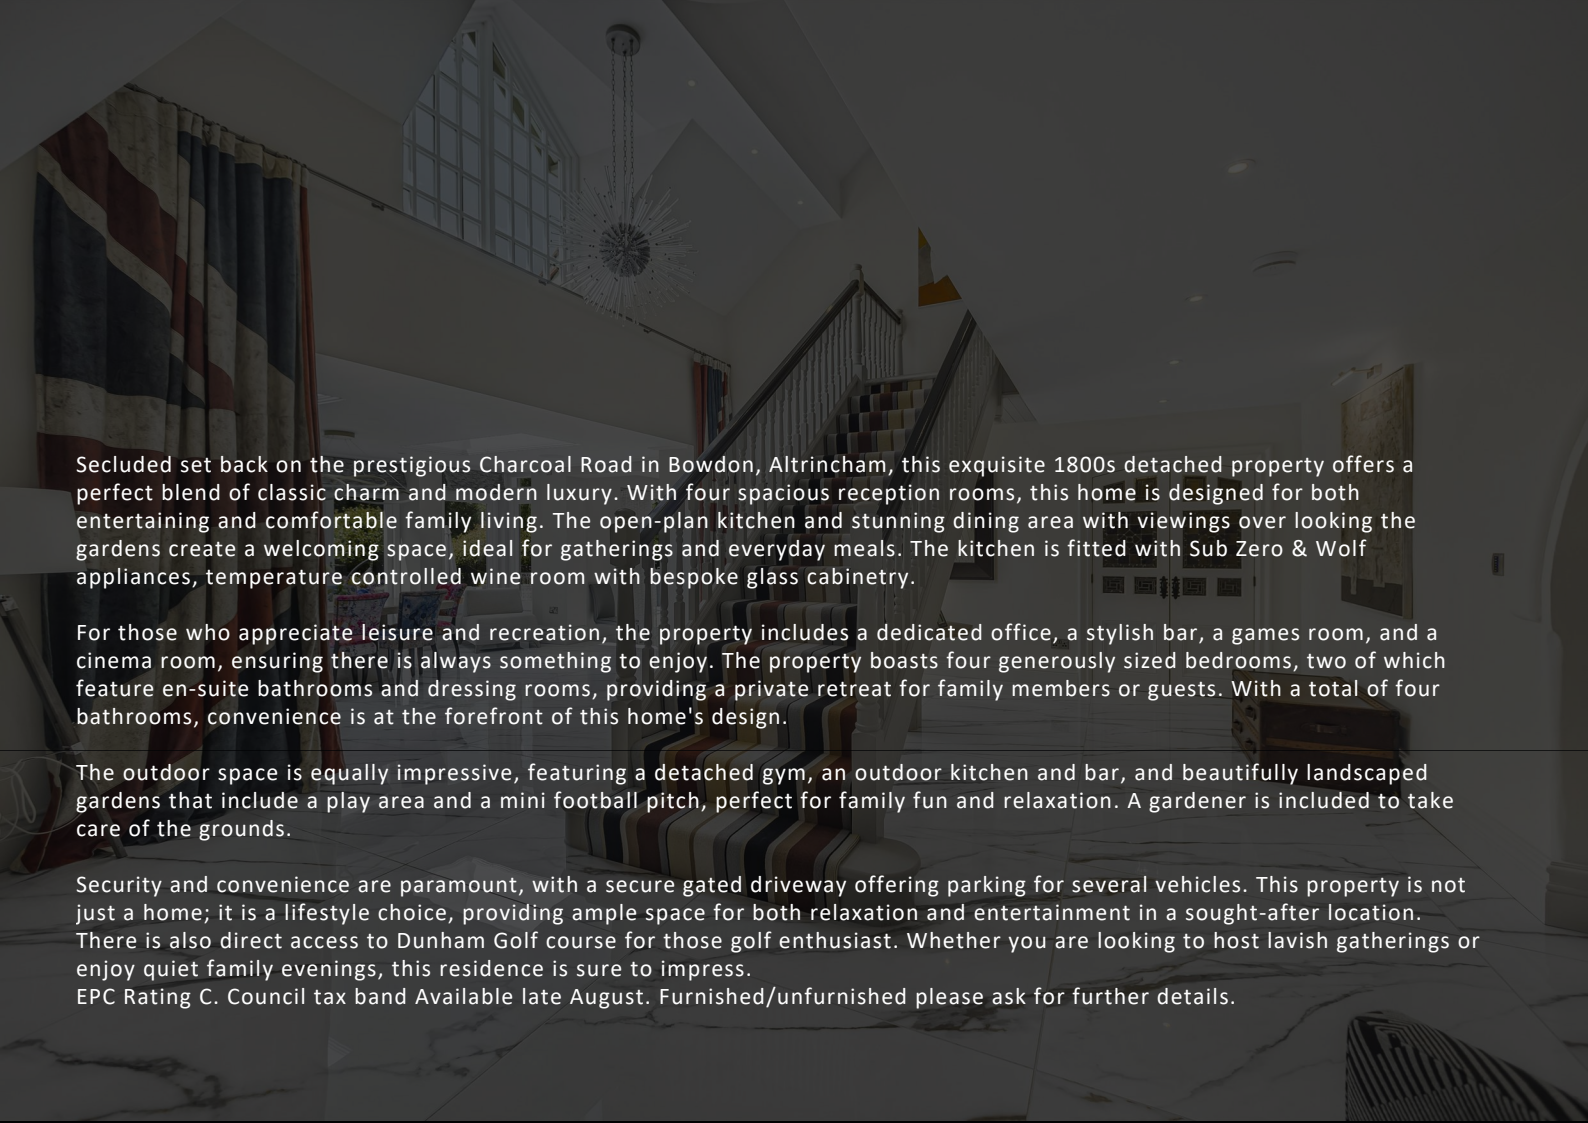 Secluded set back on the prestigious Charcoal Road in Bowdon, Altrincham, this exquisite 1800s detached property offers a
perfect blend of classic charm and modern luxury. With four spacious reception rooms, this home is designed for both
entertaining and comfortable family living. The open-plan kitchen and stunning dining area with viewings over looking the
gardens create a welcoming space, ideal for gatherings and everyday meals. The kitchen is fitted with Sub Zero & Wolf
appliances, temperature controlled wine room with bespoke glass cabinetry.
For those who appreciate leisure and recreation, the property includes a dedicated office, a stylish bar, a games room, and a
cinema room, ensuring there is always something to enjoy. The property boasts four generously sized bedrooms, two of which
feature en-suite bathrooms and dressing rooms, providing a private retreat for family members or guests. With a total of four
bathrooms, convenience is at the forefront of this home's design.
The outdoor space is equally impressive, featuring a detached gym, an outdoor kitchen and bar, and beautifully landscaped
gardens that include a play area and a mini football pitch, perfect for family fun and relaxation. A gardener is included to take
care of the grounds.
Security and convenience are paramount, with a secure gated driveway offering parking for several vehicles. This property is not
just a home; it is a lifestyle choice, providing ample space for both relaxation and entertainment in a sought-after location.
There is also direct access to Dunham Golf course for those golf enthusiast. Whether you are looking to host lavish gatherings or
enjoy quiet family evenings, this residence is sure to impress.
EPC Rating C. Council tax band Available late August. Furnished/unfurnished please ask for further details.